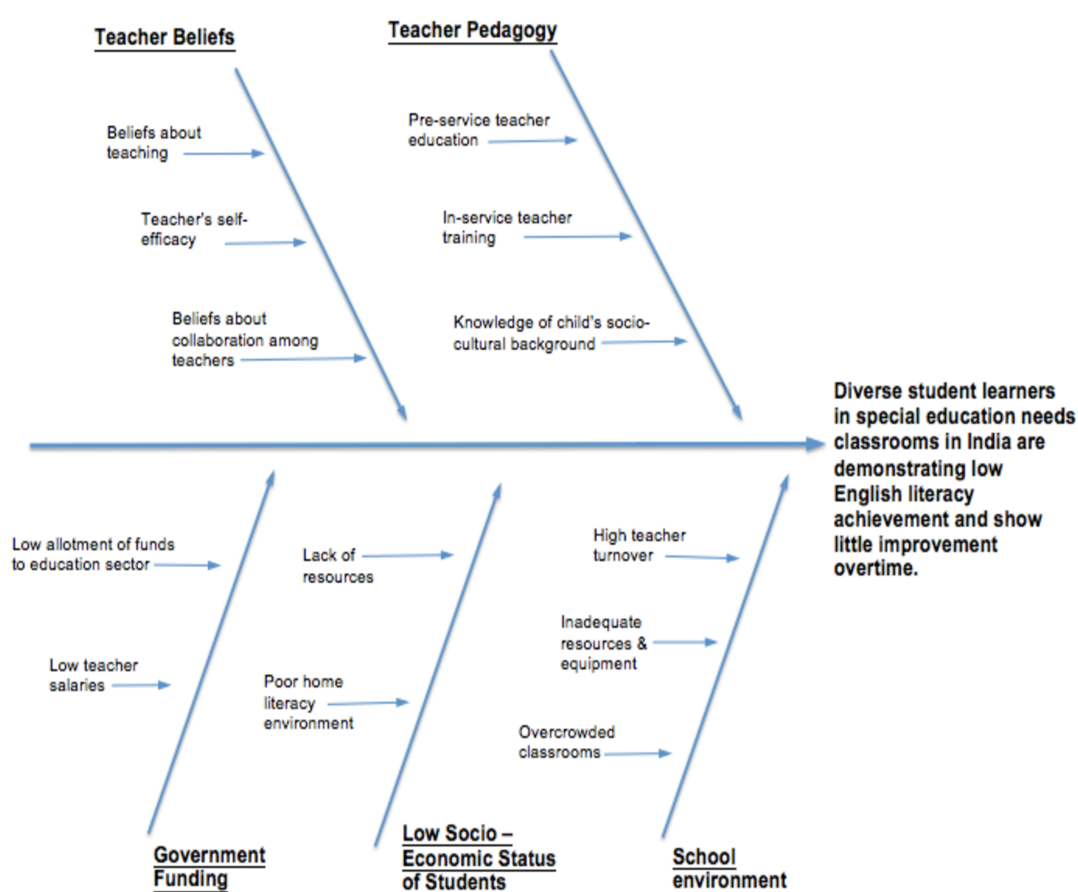 Teacher Beliefs
Teacher Pedagogy
Beliefs about
teaching
Teacher's self-
efficacy
Beliefs about
collaboration among
teachers
Pre-service teacher
education
In-service teacher
training
Knowledge of child's socio-
cultural background
Diverse student learners
in special education needs
classrooms in India are
demonstrating low
English literacy
achievement and show
little improvement
overtime.
Low allotment of funds
to education sector
Low teacher
salaries
Government
Funding
Lack of
resources
Poor home
literacy
environment
Low Socio –
Economic Status
of Students
High teacher
turnover
Inadequate
resources &
equipment
Overcrowded
classrooms
School
environment